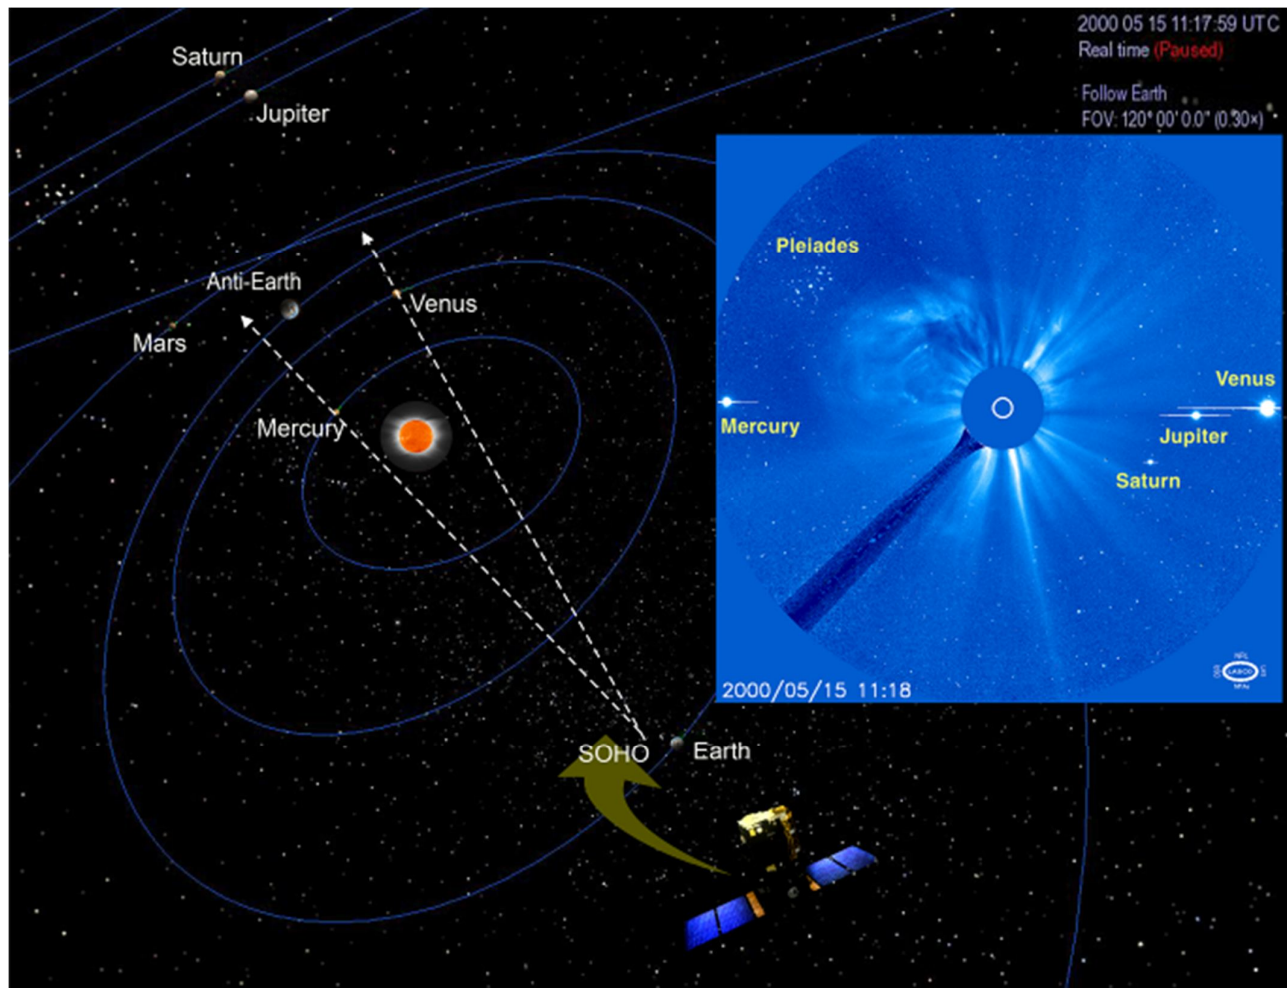 2000 05 15 11:17:59 UTC
Real time (Paused)
Follow Earth
FOV: 120° 00' 0.0" (0.30×)
Saturn
Jupiter
Anti-Earth
Venus
Mars
Mercury
SOHO
Earth
Pleiades
Venus
Mercury
Jupiter
Saturn
2000/05/15 11:18
NRL
LASCO